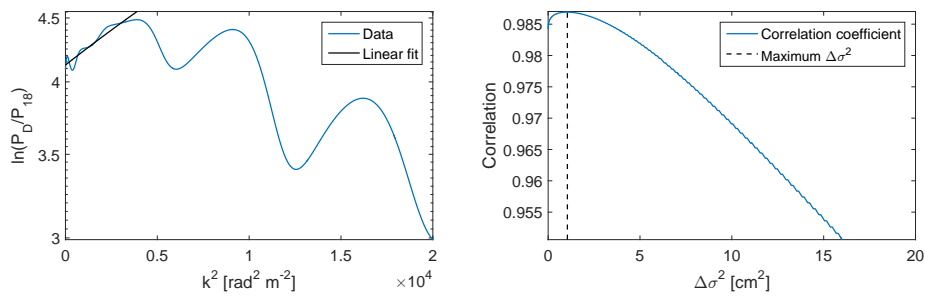 4.5
4
3.5
3
0
0.5
1
1.5
2
×10^4
k^2 [rad^2 m^-2]
ln(P_D/P_18)
Data
Linear fit
0.985
0.98
0.975
0.97
0.965
0.96
0.955
0
5
10
15
20
Δσ^2 [cm^2]
Correlation
Correlation coefficient
Maximum Δσ^2